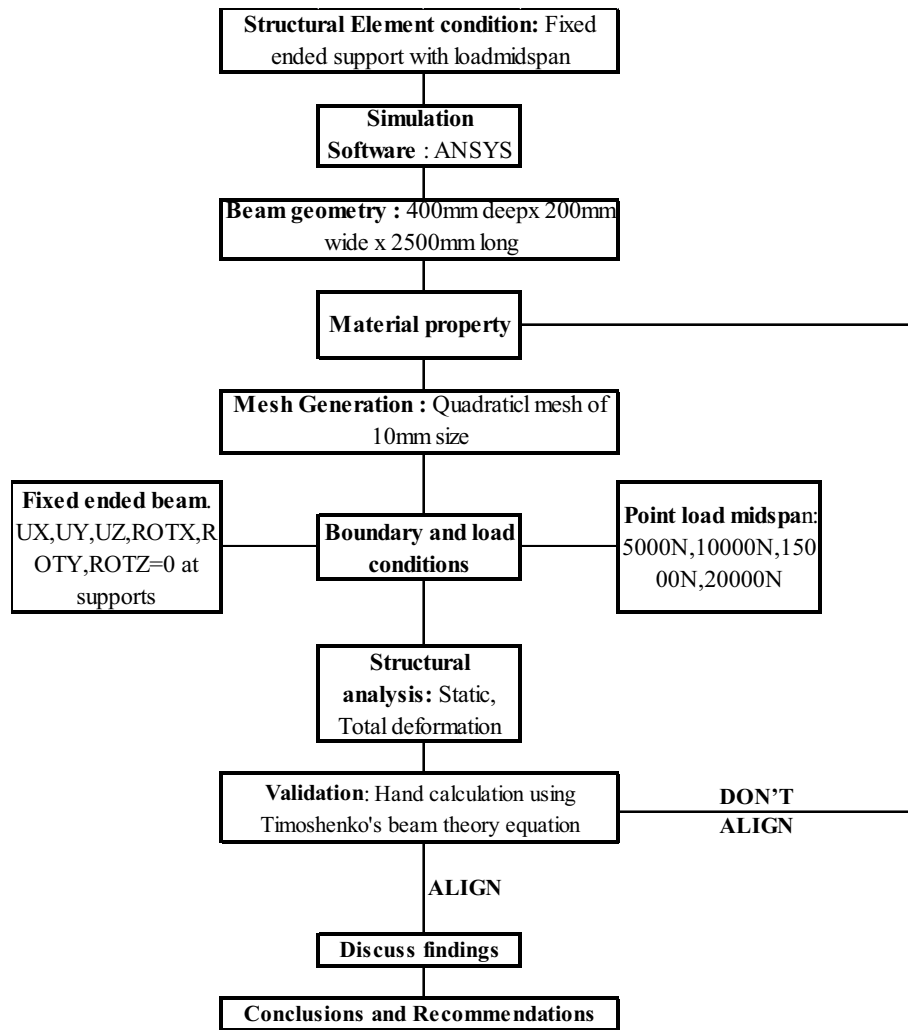 Structural Element condition: Fixed
ended support with loadmidspan
Simulation
Software : ANSYS
Beam geometry : 400mm deepx 200mm
wide x 2500mm long
Material property
Mesh Generation : Quadraticl mesh of
10mm size
Fixed ended beam.
UX,UY,UZ,ROTX,R
OTY,ROTZ=0 at
supports
Boundary and load
conditions
Point load midspan:
5000N,10000N,150
00N,20000N
Structural
analysis: Static,
Total deformation
Validation: Hand calculation using
Timoshenko's beam theory equation
DON'T
ALIGN
ALIGN
Discuss findings
Conclusions and Recommendations